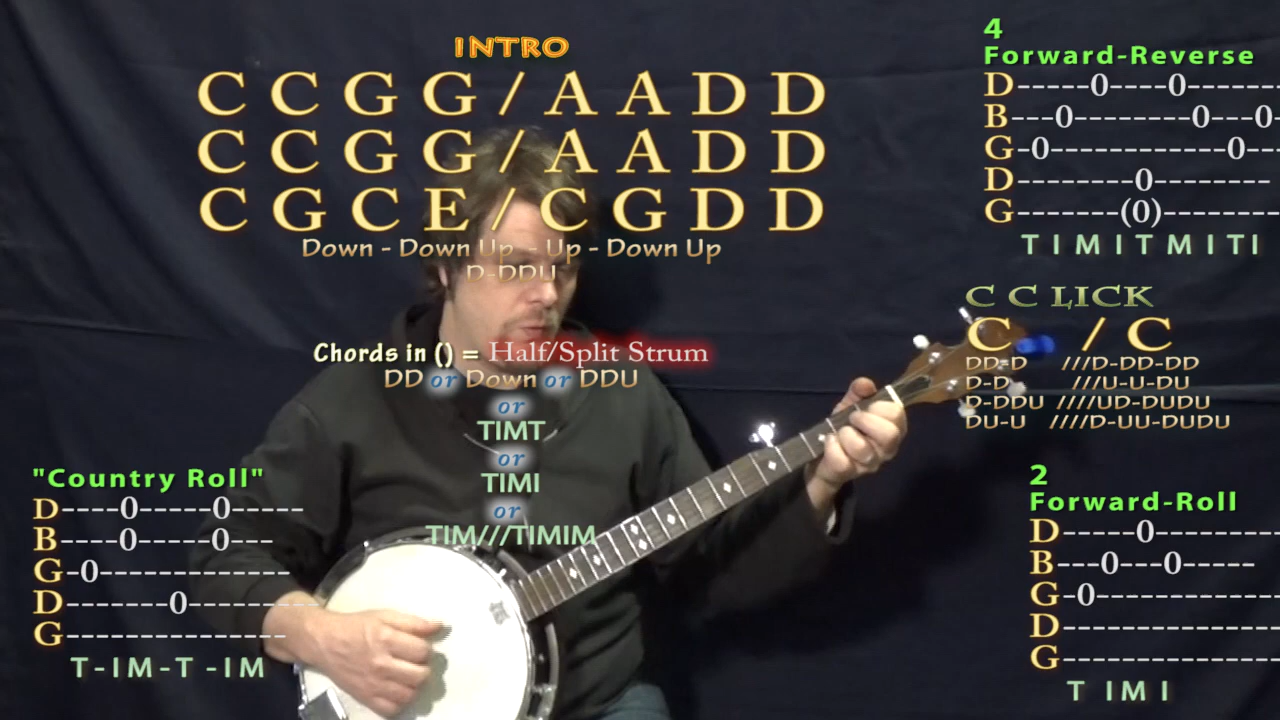 INTRO
C C G G / A A D D
C C G G / A A D D
C G C E / C G D D
Down - Down Up - Up - Down Up
D-DDU
Chords in () = Half/Split Strum
DD or Down or DDU
or
TIMT
or
TIMI
or
TIM///TIMIM
"Country Roll"
D----0-----0-----
B----0-----0---
G-0--------------
D-------0-------
G---------------
T-IM-T -IM
4
Forward-Reverse
D-----0----0------
B---0--------0---0-
G-0------------0--
D--------0--------
G-------(0)-------
T I M I T M I T I
C C LICK
C / C
DD-D ///D-DD-DD
D-D ///U-U-DU
D-DDU ////UD-DUDU
DU-U ////D-UU-DUDU
2
Forward-Roll
D-----0---------
B---0---0-----
G-0-------------
D---------------
G---------------
T IM I